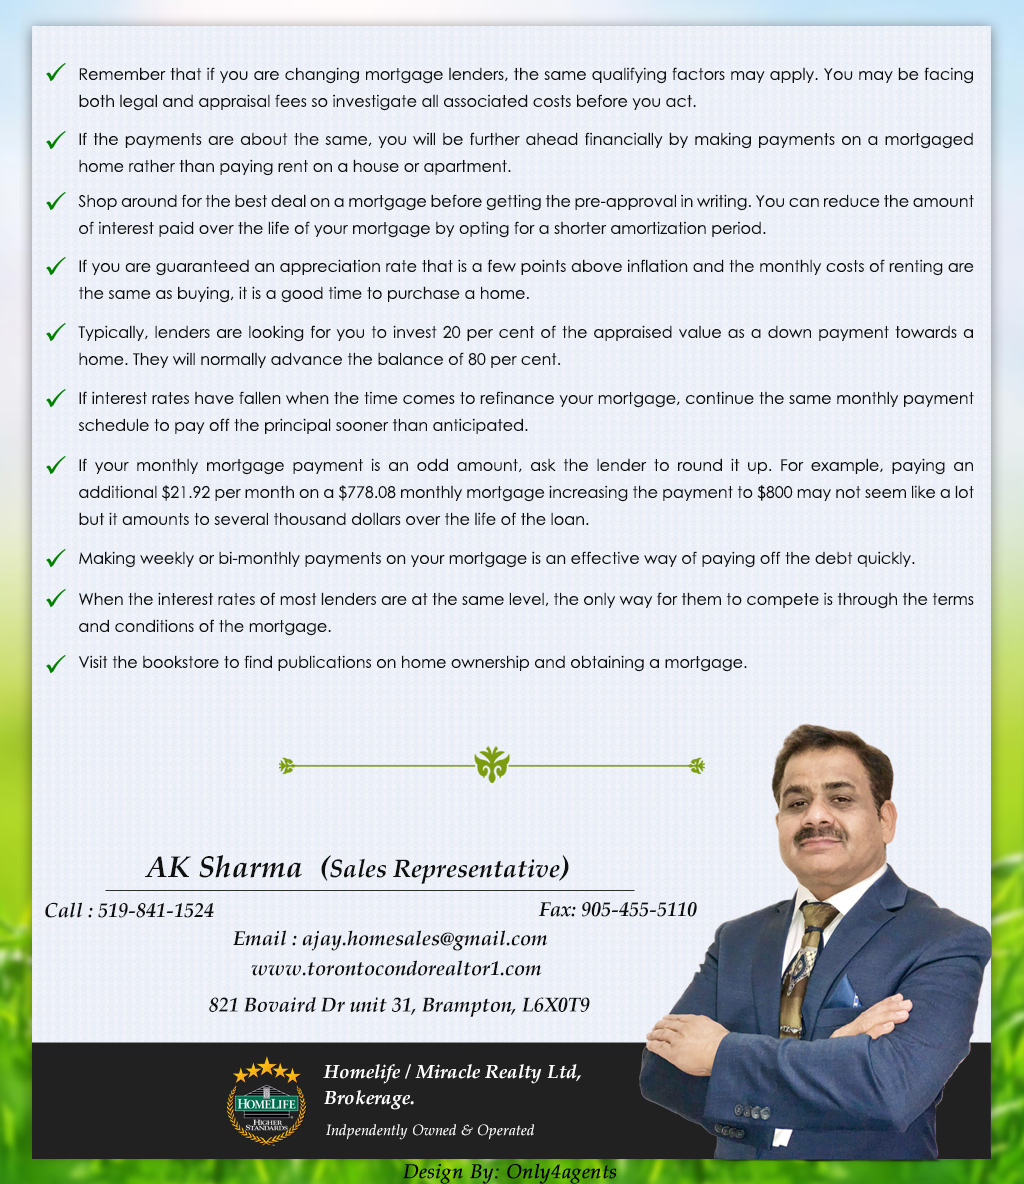 Remember that if you are changing mortgage lenders, the same qualifying factors may apply. You may be facing
both legal and appraisal fees so investigate all associated costs before you act.
If the payments are about the same, you will be further ahead financially by making payments on a mortgaged
home rather than paying rent on a house or apartment.
Shop around for the best deal on a mortgage before getting the pre-approval in writing. You can reduce the amount
of interest paid over the life of your mortgage by opting for a shorter amortization period.
If you are guaranteed an appreciation rate that is a few points above inflation and the monthly costs of renting are
the same as buying, it is a good time to purchase a home.
Typically, lenders are looking for you to invest 20 per cent of the appraised value as a down payment towards a
home. They will normally advance the balance of 80 per cent.
If interest rates have fallen when the time comes to refinance your mortgage, continue the same monthly payment
schedule to pay off the principal sooner than anticipated.
If your monthly mortgage payment is an odd amount, ask the lender to round it up. For example, paying an
additional $21.92 per month on a $778.08 monthly mortgage increasing the payment to $800 may not seem like a lot
but it amounts to several thousand dollars over the life of the loan.
Making weekly or bi-monthly payments on your mortgage is an effective way of paying off the debt quickly.
When the interest rates of most lenders are at the same level, the only way for them to compete is through the terms
and conditions of the mortgage.
Visit the bookstore to find publications on home ownership and obtaining a mortgage.
AK Sharma (Sales Representative)
Call : 519-841-1524 Fax: 905-455-5110
Email : ajay.homesales@gmail.com
www.torontocondorealtor1.com
821 Bovaird Dr unit 31, Brampton, L6X0T9
HOMELIFE
HIGHER
STANDARDS
Homelife / Miracle Realty Ltd,
Brokerage.
Indpendently Owned & Operated
Design By: Only4agents